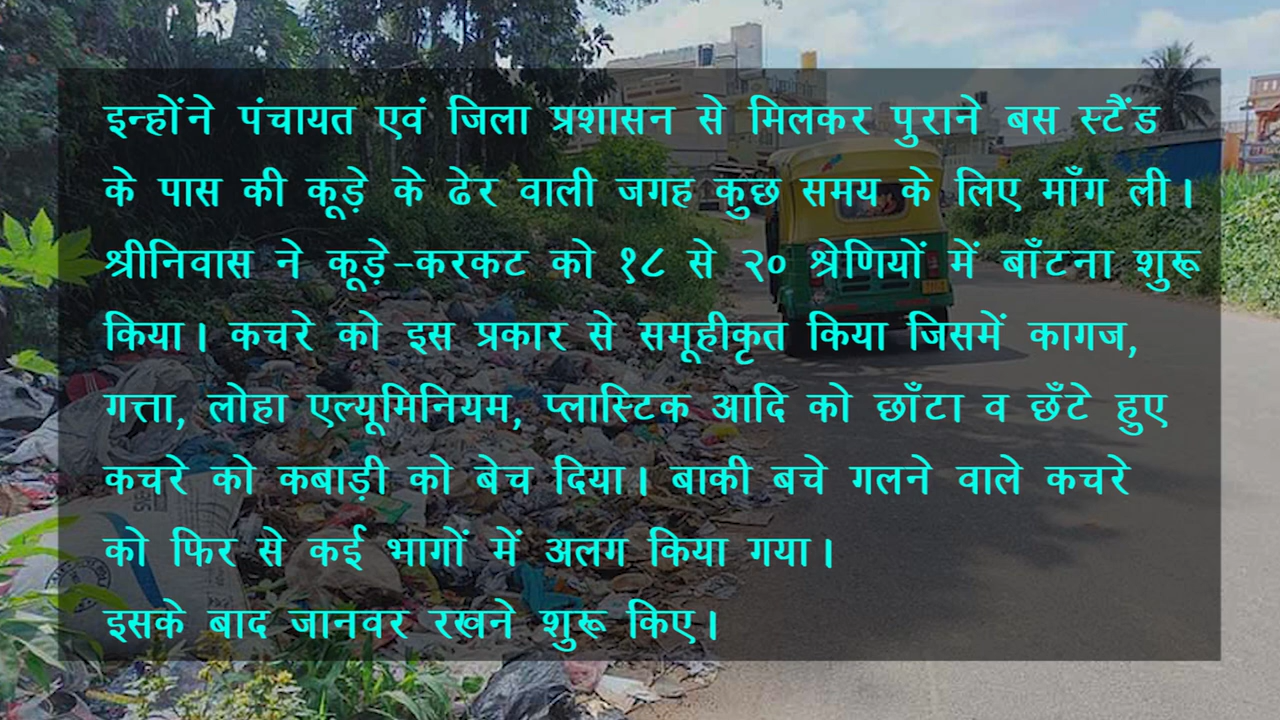 इन्होंने पंचायत एवं जिला प्रशासन से मिलकर पुराने बस स्टैंड
के पास की कूड़े के ढेर वाली जगह कुछ समय के लिए माँग ली।
श्रीनिवास ने कूड़े-करकट को १८ से २० श्रेणियों में बाँटना शुरू
किया। कचरे को इस प्रकार से समूहीकृत किया जिसमें कागज,
गत्ता, लोहा एल्यूमिनियम, प्लास्टिक आदि को छाँटा व छँटे हुए
कचरे को कबाड़ी को बेच दिया। बाकी बचे गलने वाले कचरे
को फिर से कई भागों में अलग किया गया।
इसके बाद जानवर रखने शुरू किए।